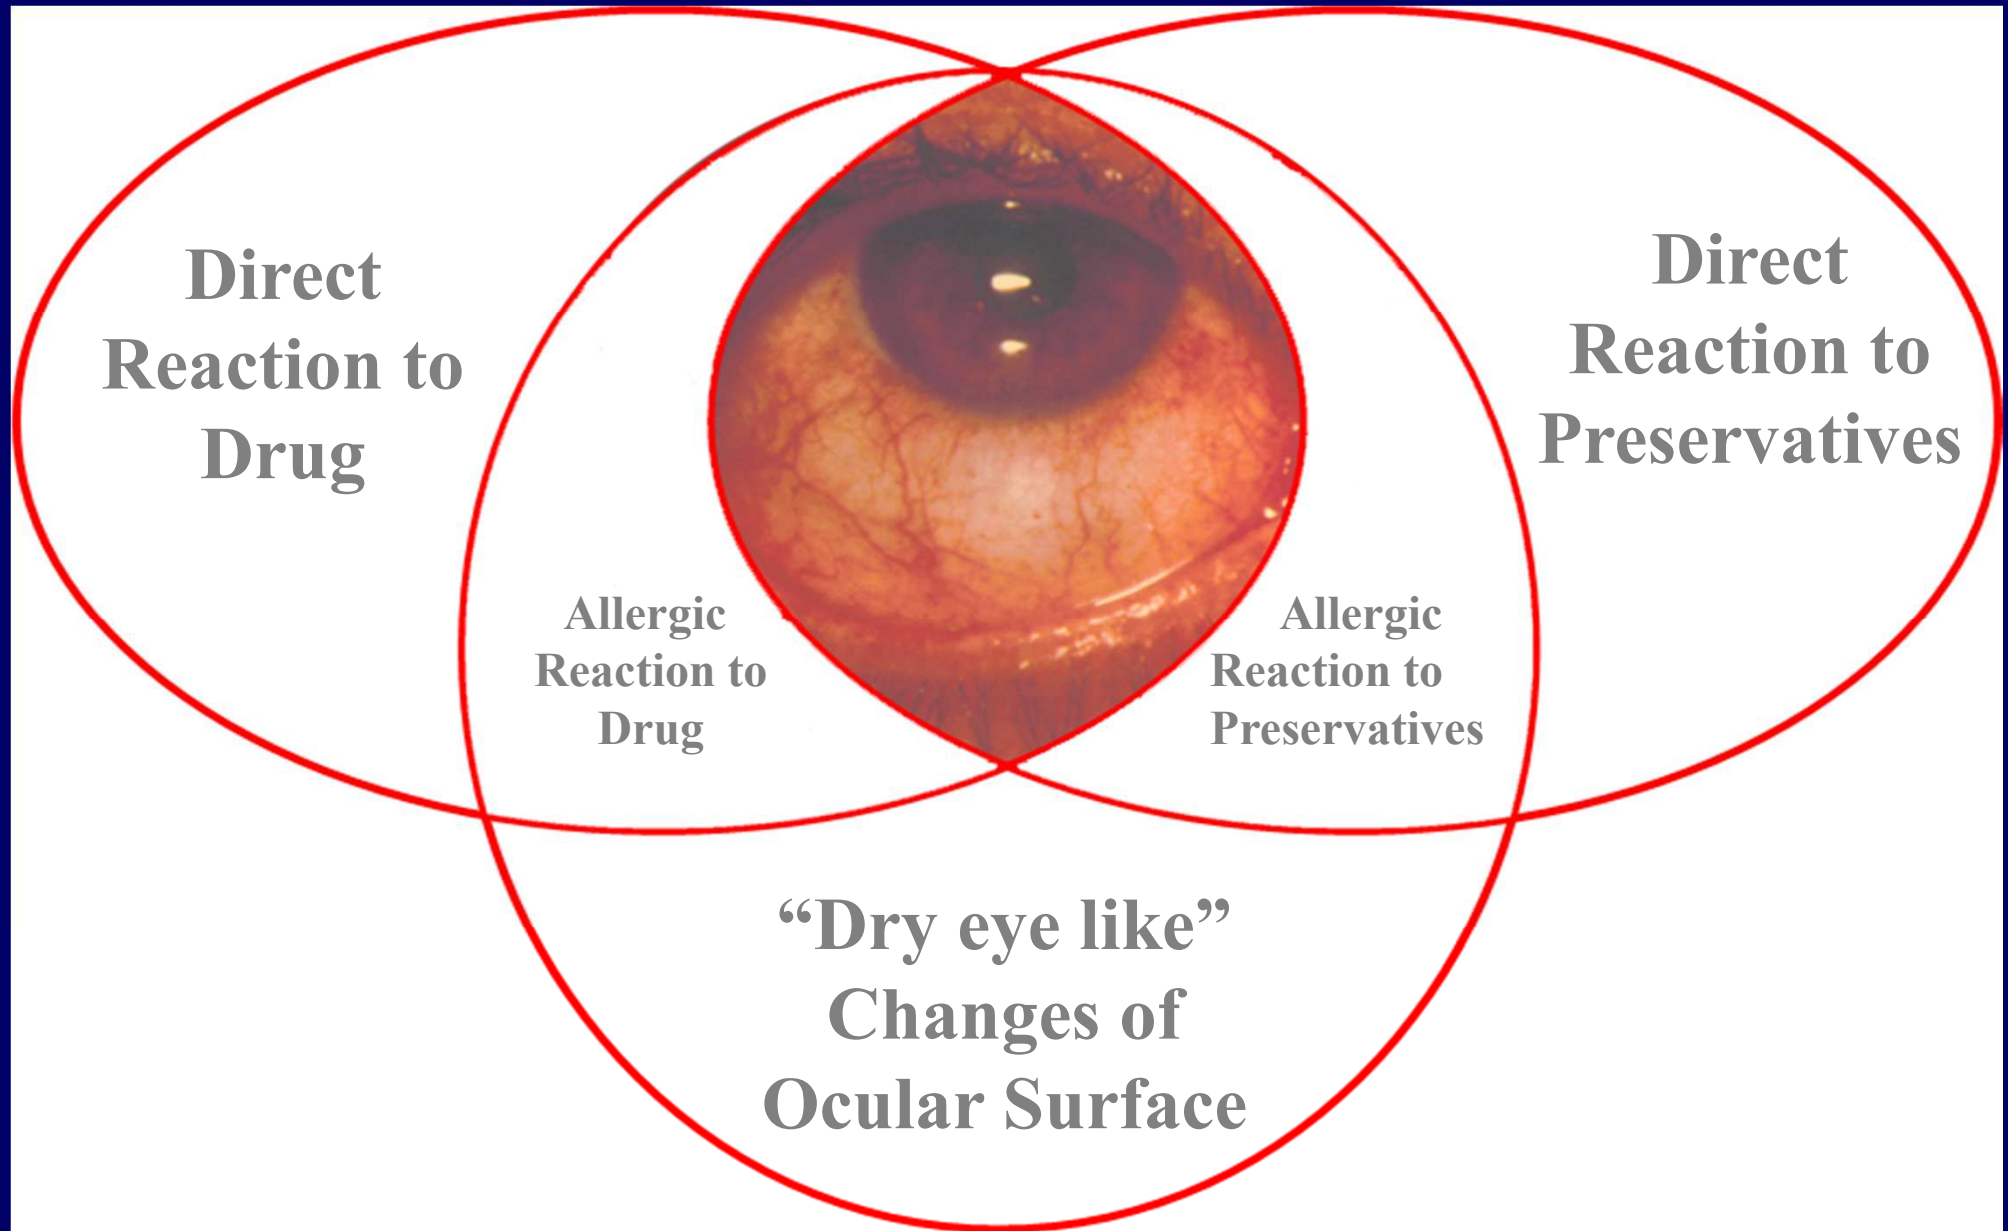 Direct
Reaction to
Drug
Direct
Reaction to
Preservatives
Allergic
Reaction to
Drug
Allergic
Reaction to
Preservatives
“Dry eye like”
Changes of
Ocular Surface